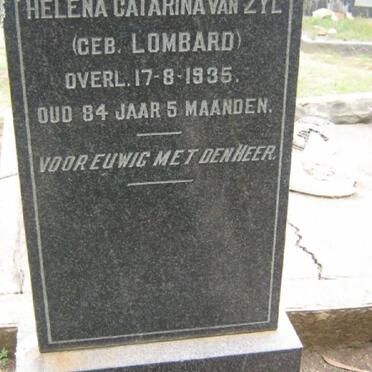 HELENA CATARINA VAN ZYL
(GEB. LOMBARD)
OVERL. 17-8-1935.
OUD 84 JAAR 5 MAANDEN.
VOOR EUWIG MET DEN HEER.